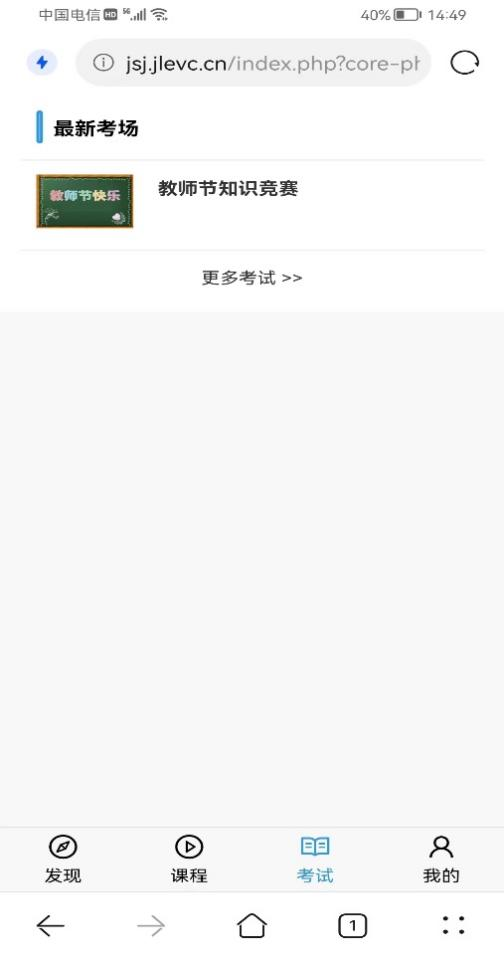 中国电信 HD 5G 40% 14:49
jsj.jlevc.cn/index.php?core-ph
最新考场
教师节快乐
教师节知识竞赛
更多考试 >>
发现 课程 考试 我的
1